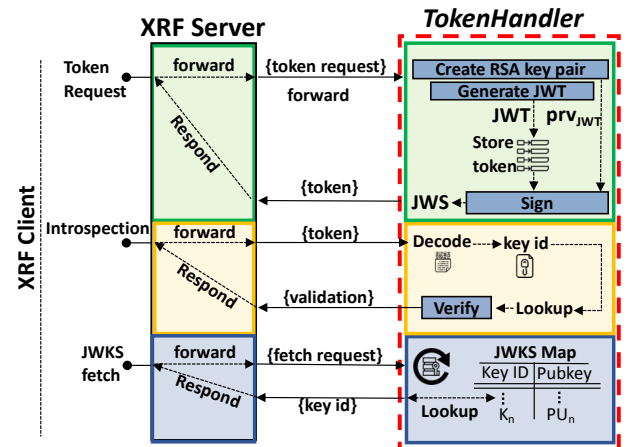 XRF Server
TokenHandler
XRF Client
Token
Request
forward
{token request}
forward
Respond
{token}
Create RSA key pair
Generate JWT
JWT
prvJWT
Store
token
JWS
Sign
Introspection
forward
{token}
Respond
{validation}
Decode
key id
Verify
Lookup
JWKS
fetch
forward
{fetch request}
Respond
{key id}
JWKS Map
Key ID
Pubkey
Lookup
⋮
⋮
Kn
PUn